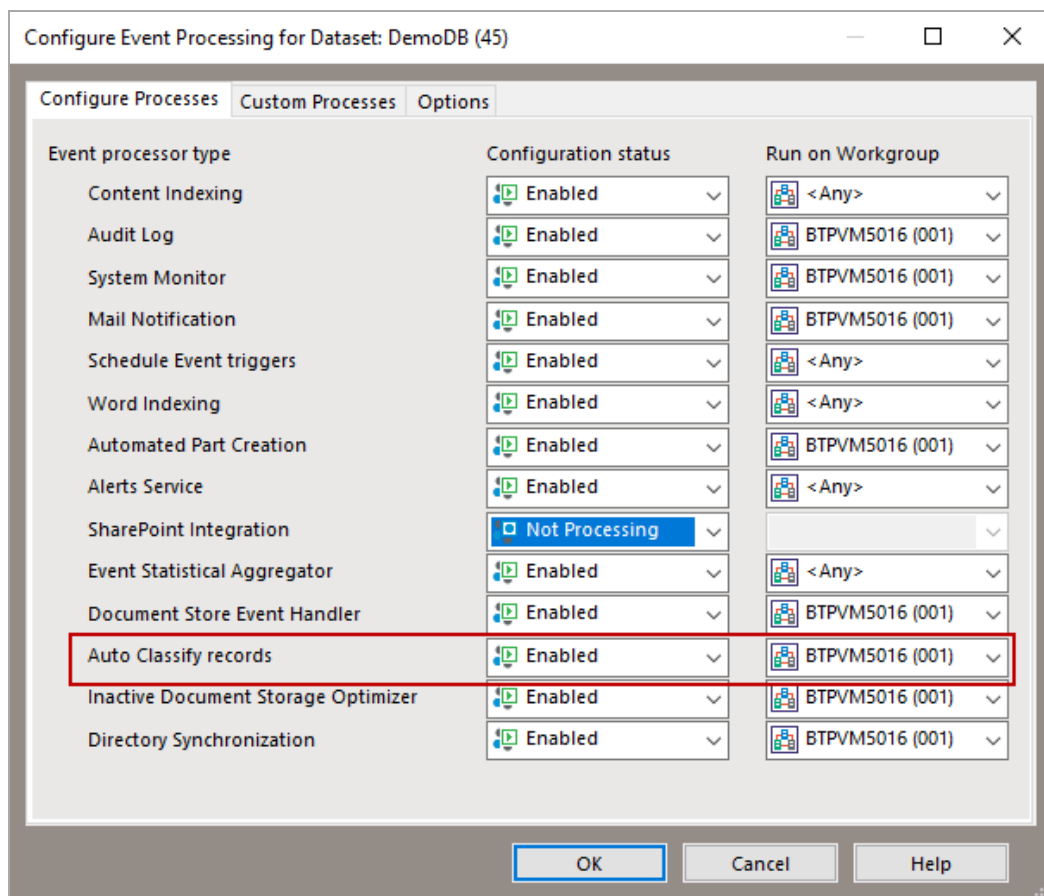 Configure Event Processing for Dataset: DemoDB (45)
Configure Processes Custom Processes Options
Event processor type Configuration status Run on Workgroup
Content Indexing Enabled <Any>
Audit Log Enabled BTPVM5016 (001)
System Monitor Enabled BTPVM5016 (001)
Mail Notification Enabled BTPVM5016 (001)
Schedule Event triggers Enabled <Any>
Word Indexing Enabled <Any>
Automated Part Creation Enabled BTPVM5016 (001)
Alerts Service Enabled <Any>
SharePoint Integration Not Processing
Event Statistical Aggregator Enabled <Any>
Document Store Event Handler Enabled BTPVM5016 (001)
Auto Classify records Enabled BTPVM5016 (001)
Inactive Document Storage Optimizer Enabled BTPVM5016 (001)
Directory Synchronization Enabled BTPVM5016 (001)
OK Cancel Help